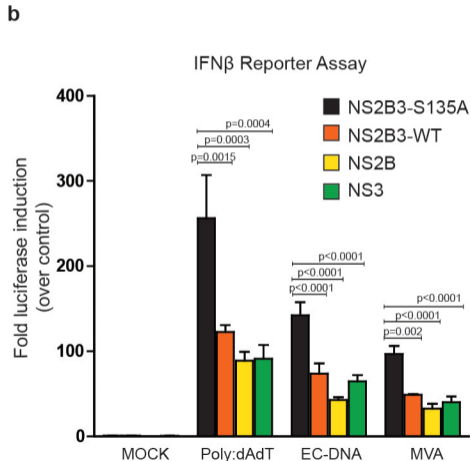 b
IFNβ Reporter Assay
Fold luciferase induction
(over control)
400
300
200
100
0
NS2B3-S135A
NS2B3-WT
NS2B
NS3
p=0.0004
p=0.0003
p=0.0015
p<0.0001
p<0.0001
p<0.0001
p<0.0001
p<0.0001
p=0.002
MOCK Poly:dAdT EC-DNA MVA